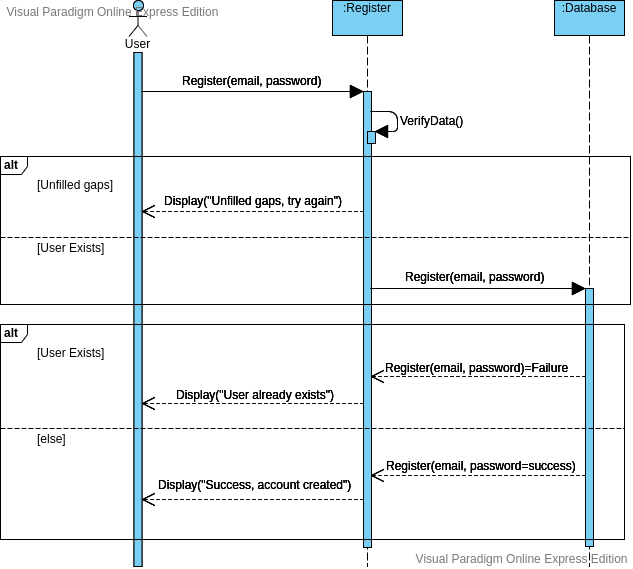 Visual Paradigm Online Express Edition
:Register
:Database
User
Register(email, password)
VerifyData()
alt
[Unfilled gaps]
Display("Unfilled gaps, try again")
[User Exists]
Register(email, password)
alt
[User Exists]
Register(email, password)=Failure
Display("User already exists")
[else]
Register(email, password=success)
Display("Success, account created")
Visual Paradigm Online Express Edition